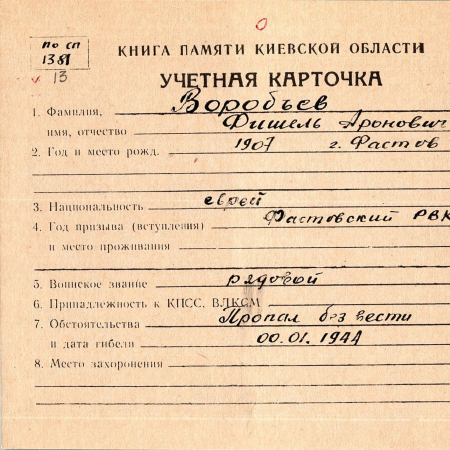 0
по сп
1381
v 13
КНИГА ПАМЯТИ КИЕВСКОЙ ОБЛАСТИ
УЧЕТНАЯ КАРТОЧКА
1. Фамилия, Воробьев
имя, отчество Фишель Аронович
2. Год и место рожд. 1907 г. Фастов
3. Национальность еврей
4. Год призыва (вступления) Фастовский РВК
и место проживания
5. Воинское звание рядовой
6. Принадлежность к КПСС, ВЛКСМ
7. Обстоятельства Пропал без вести
и дата гибели 00.01.1944
8. Место захоронения